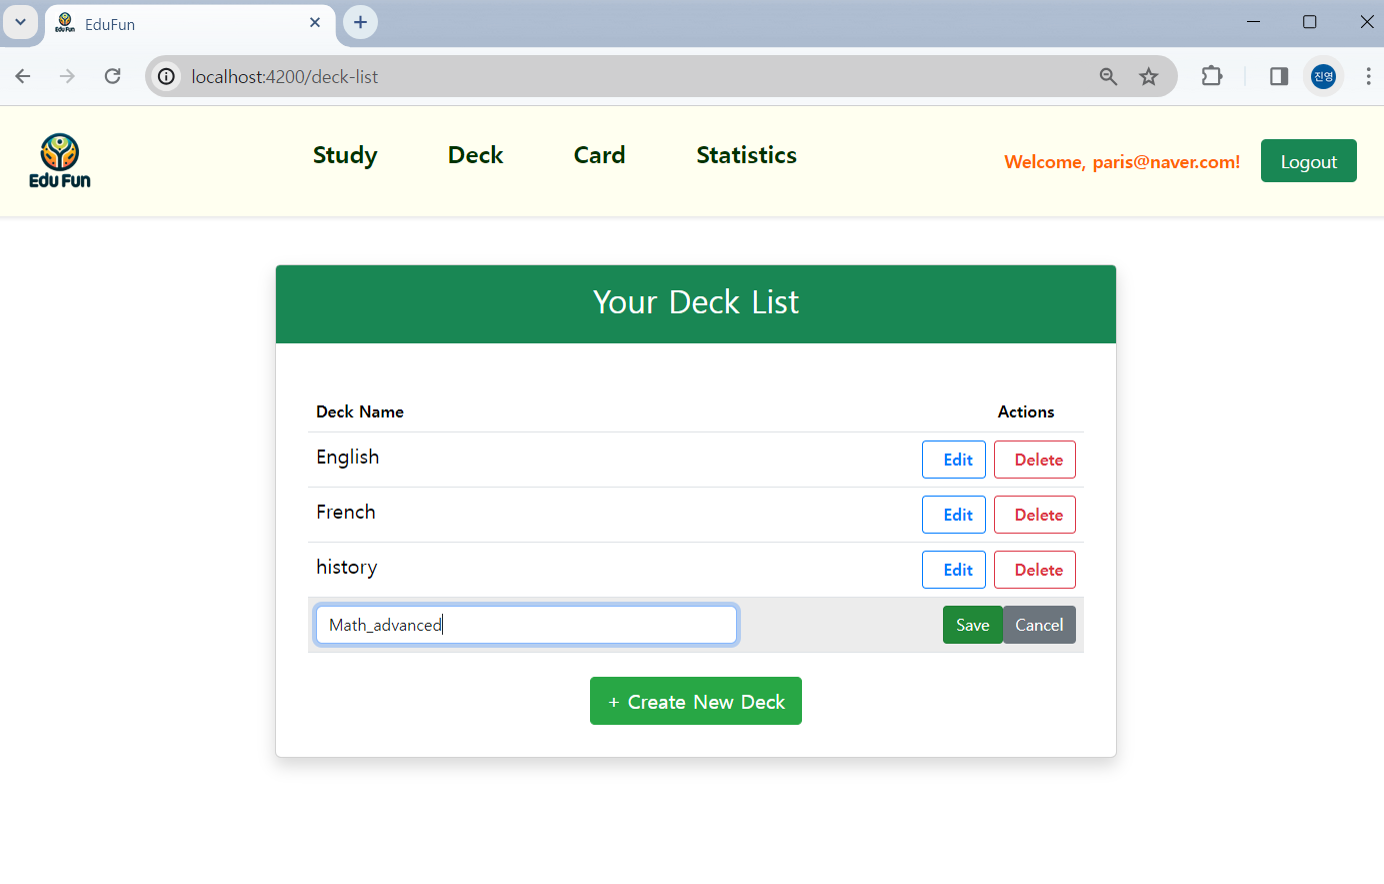 EduFun
localhost:4200/deck-list
진영
Edu Fun
Study Deck Card Statistics
Welcome, paris@naver.com!
Logout
Your Deck List
Deck Name Actions
English Edit Delete
French Edit Delete
history Edit Delete
Math_advanced Save Cancel
+ Create New Deck